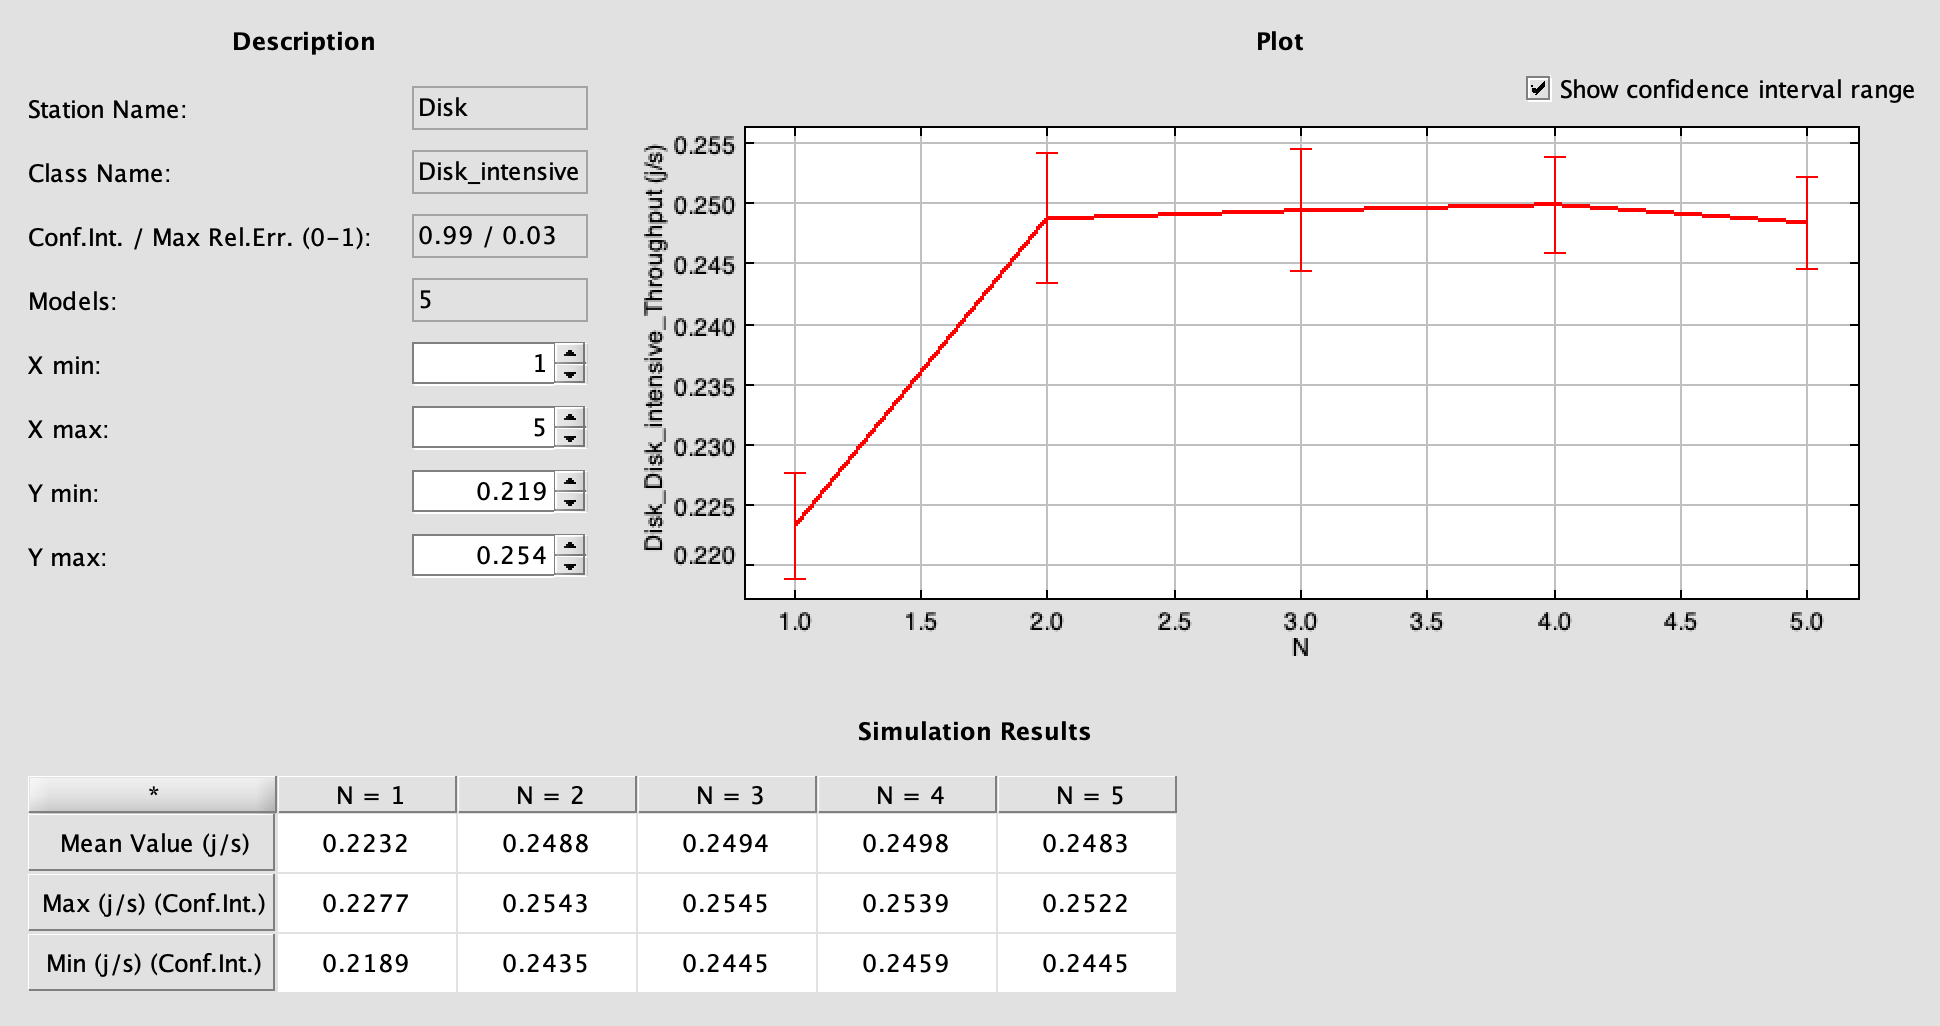 Description
Station Name: Disk
Class Name: Disk_intensive
Conf.Int. / Max Rel.Err. (0-1): 0.99 / 0.03
Models: 5
X min: 1
X max: 5
Y min: 0.219
Y max: 0.254
Plot
Show confidence interval range
Disk_Disk_intensive_Throughput (j/s)
0.255
0.250
0.245
0.240
0.235
0.230
0.225
0.220
1.0 1.5 2.0 2.5 3.0 3.5 4.0 4.5 5.0
N
Simulation Results
* N = 1 N = 2 N = 3 N = 4 N = 5
Mean Value (j/s) 0.2232 0.2488 0.2494 0.2498 0.2483
Max (j/s) (Conf.Int.) 0.2277 0.2543 0.2545 0.2539 0.2522
Min (j/s) (Conf.Int.) 0.2189 0.2435 0.2445 0.2459 0.2445